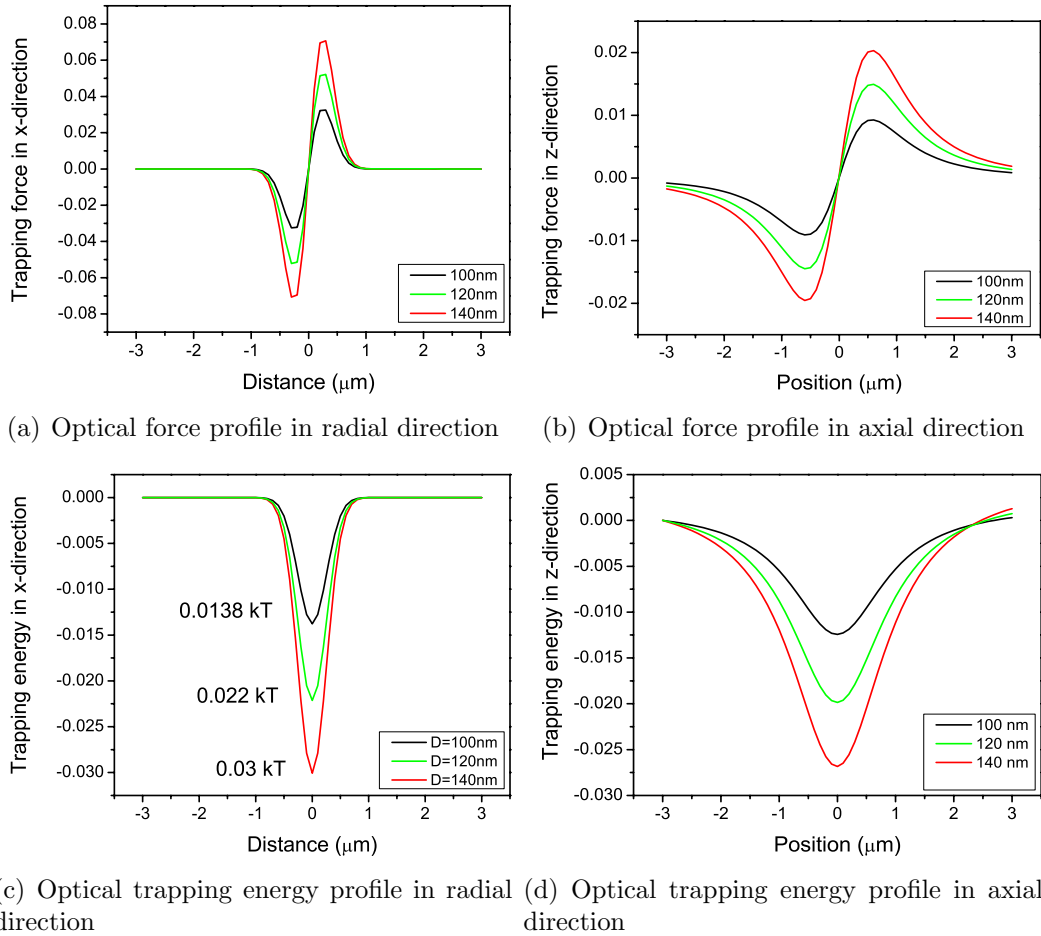 Trapping force in x-direction
0.08
0.06
0.04
0.02
0.00
-0.02
-0.04
-0.06
-0.08
100nm
120nm
140nm
-3 -2 -1 0 1 2 3
Distance (μm)
(a) Optical force profile in radial direction
Trapping force in z-direction
0.02
0.01
0.00
-0.01
-0.02
100nm
120nm
140nm
-3 -2 -1 0 1 2 3
Position (μm)
(b) Optical force profile in axial direction
Trapping energy in x-direction
0.000
-0.005
-0.010
-0.015
-0.020
-0.025
-0.030
0.0138 kT
0.022 kT
0.03 kT
D=100nm
D=120nm
D=140nm
-3 -2 -1 0 1 2 3
Distance (μm)
(c) Optical trapping energy profile in radial
direction
Trapping energy in z-direction
0.005
0.000
-0.005
-0.010
-0.015
-0.020
-0.025
-0.030
100 nm
120 nm
140 nm
-3 -2 -1 0 1 2 3
Position (μm)
(d) Optical trapping energy profile in axial
direction